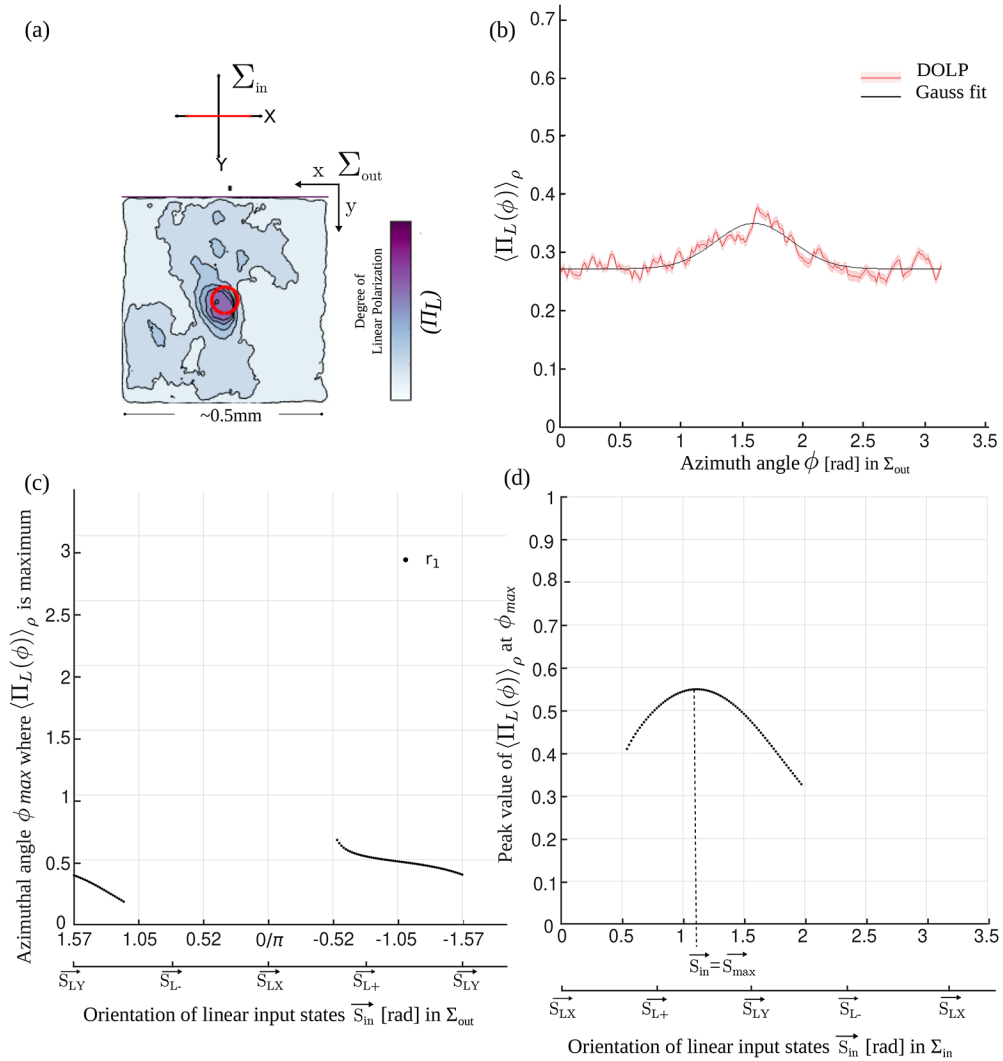 (a)
Σin
X
Y
x
Σout
y
Degree of
Linear Polarization
(ΠL)
~0.5mm
(b)
0.7
0.6
0.5
0.4
0.3
0.2
0.1
0
⟨ΠL(ϕ)⟩ρ
DOLP
Gauss fit
0 0.5 1 1.5 2 2.5 3 3.5
Azimuth angle ϕ [rad] in Σout
(c)
Azimuthal angle ϕ max where ⟨ΠL(ϕ)⟩ρ is maximum
3
2.5
2
1.5
1
0.5
0
r1
1.57 1.05 0.52 0/π -0.52 -1.05 -1.57
SLY SL- SLX SL+ SLY
Orientation of linear input states Sin [rad] in Σout
(d)
Peak value of ⟨ΠL(ϕ)⟩ρ at ϕmax
1
0.9
0.8
0.7
0.6
0.5
0.4
0.3
0.2
0.1
0
0 0.5 1 1.5 2 2.5 3 3.5
Sin=Smax
SLX SL+ SLY SL- SLX
Orientation of linear input states Sin [rad] in Σin